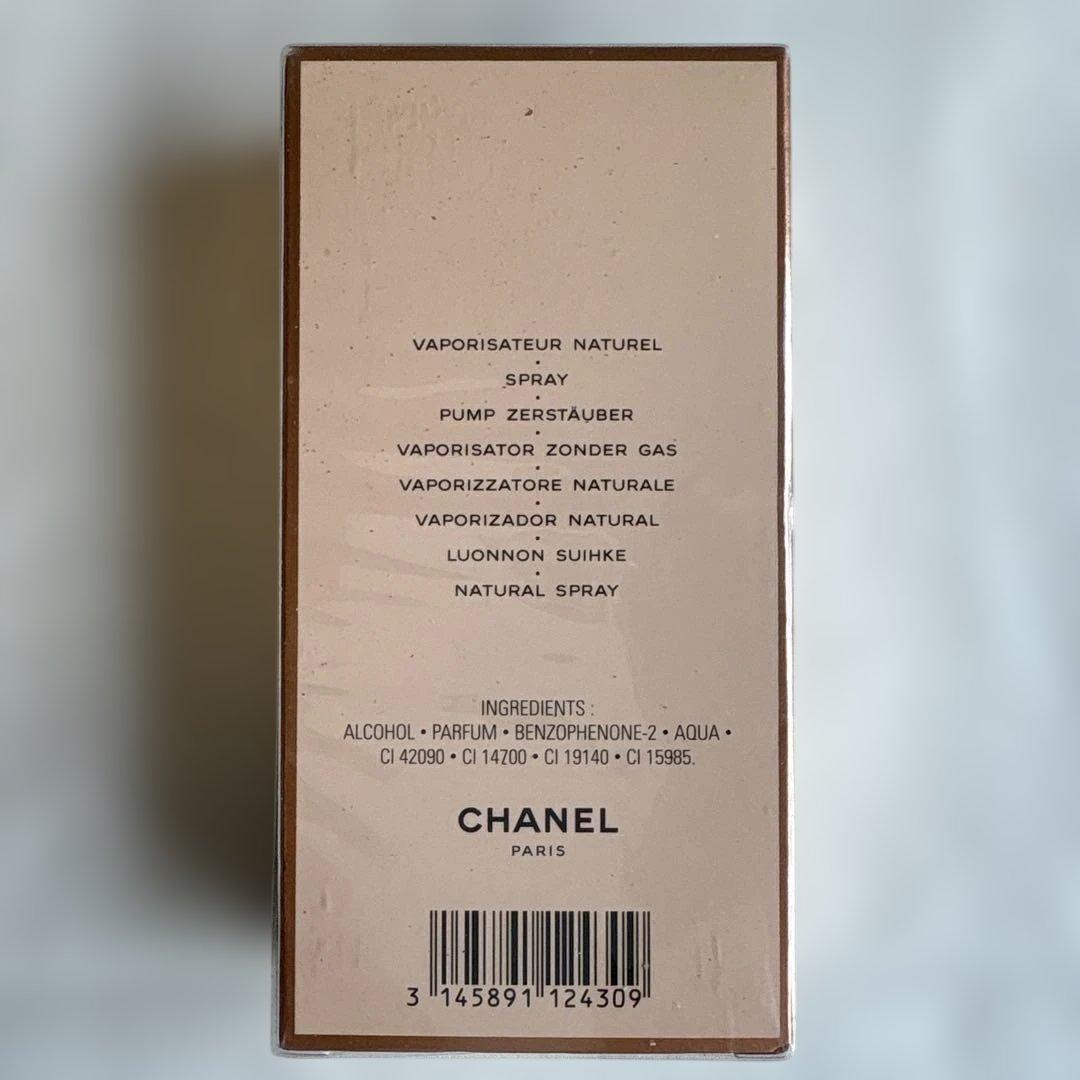 VAPORISATEUR NATUREL
•
SPRAY
•
PUMP ZERSTÄUBER
•
VAPORISATOR ZONDER GAS
•
VAPORIZZATORE NATURALE
•
VAPORIZADOR NATURAL
•
LUONNON SUIHKE
•
NATURAL SPRAY
INGREDIENTS :
ALCOHOL • PARFUM • BENZOPHENONE-2 • AQUA •
CI 42090 • CI 14700 • CI 19140 • CI 15985.
CHANEL
PARIS
3 145891 124309